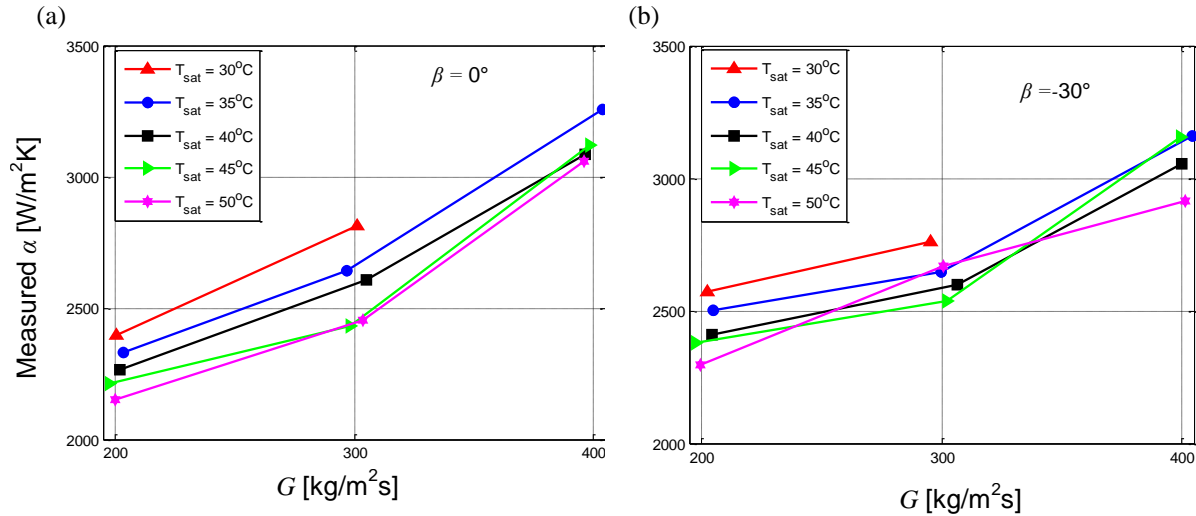 (a)
3500
3000
2500
2000
Measured α [W/m²K]
T_sat = 30°C
T_sat = 35°C
T_sat = 40°C
T_sat = 45°C
T_sat = 50°C
β = 0°
200 300 400
G [kg/m²s]
(b)
3500
3000
2500
2000
T_sat = 30°C
T_sat = 35°C
T_sat = 40°C
T_sat = 45°C
T_sat = 50°C
β =-30°
200 300 400
G [kg/m²s]